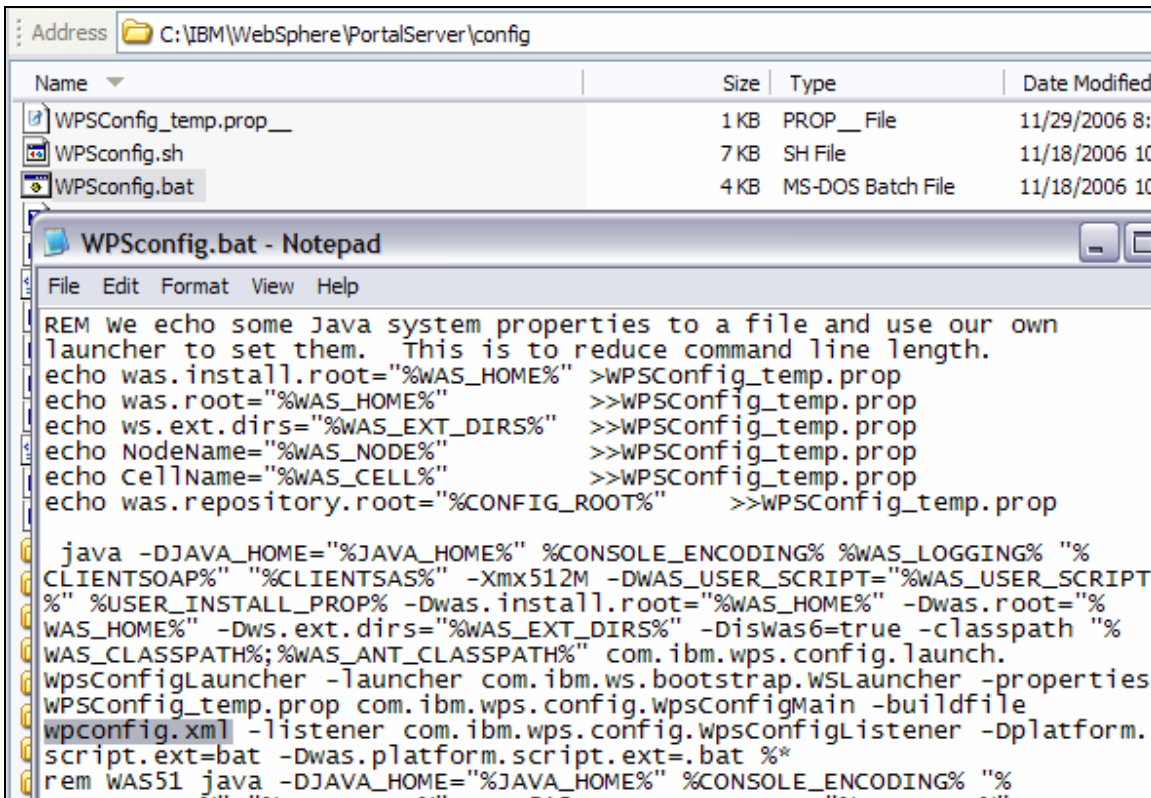 Address C:\IBM\WebSphere\PortalServer\config
Name Size Type Date Modified
WPSConfig_temp.prop__ 1 KB PROP__ File 11/29/2006 8:
WPSconfig.sh 7 KB SH File 11/18/2006 10
WPSconfig.bat 4 KB MS-DOS Batch File 11/18/2006 10
WPSconfig.bat - Notepad
File Edit Format View Help
REM We echo some Java system properties to a file and use our own
launcher to set them.  This is to reduce command line length.
echo was.install.root="%WAS_HOME%" >WPSConfig_temp.prop
echo was.root="%WAS_HOME%" >>WPSConfig_temp.prop
echo ws.ext.dirs="%WAS_EXT_DIRS%" >>WPSConfig_temp.prop
echo NodeName="%WAS_NODE%" >>WPSConfig_temp.prop
echo CellName="%WAS_CELL%" >>WPSConfig_temp.prop
echo was.repository.root="%CONFIG_ROOT%" >>WPSConfig_temp.prop
java -DJAVA_HOME="%JAVA_HOME%" %CONSOLE_ENCODING% %WAS_LOGGING% "%
CLIENTSOAP%" "%CLIENTSAS%" -Xmx512M -DWAS_USER_SCRIPT="%WAS_USER_SCRIPT
%" %USER_INSTALL_PROP% -Dwas.install.root="%WAS_HOME%" -Dwas.root="%
WAS_HOME%" -Dws.ext.dirs="%WAS_EXT_DIRS%" -DisWas6=true -classpath "%
WAS_CLASSPATH%;%WAS_ANT_CLASSPATH%" com.ibm.wps.config.launch.
WpsConfigLauncher -launcher com.ibm.ws.bootstrap.WSLauncher -properties
WPSConfig_temp.prop com.ibm.wps.config.WpsConfigMain -buildfile
wpconfig.xml -listener com.ibm.wps.config.WpsConfigListener -Dplatform.
script.ext=bat -Dwas.platform.script.ext=.bat %*
rem WAS51 java -DJAVA_HOME="%JAVA_HOME%" %CONSOLE_ENCODING% "%